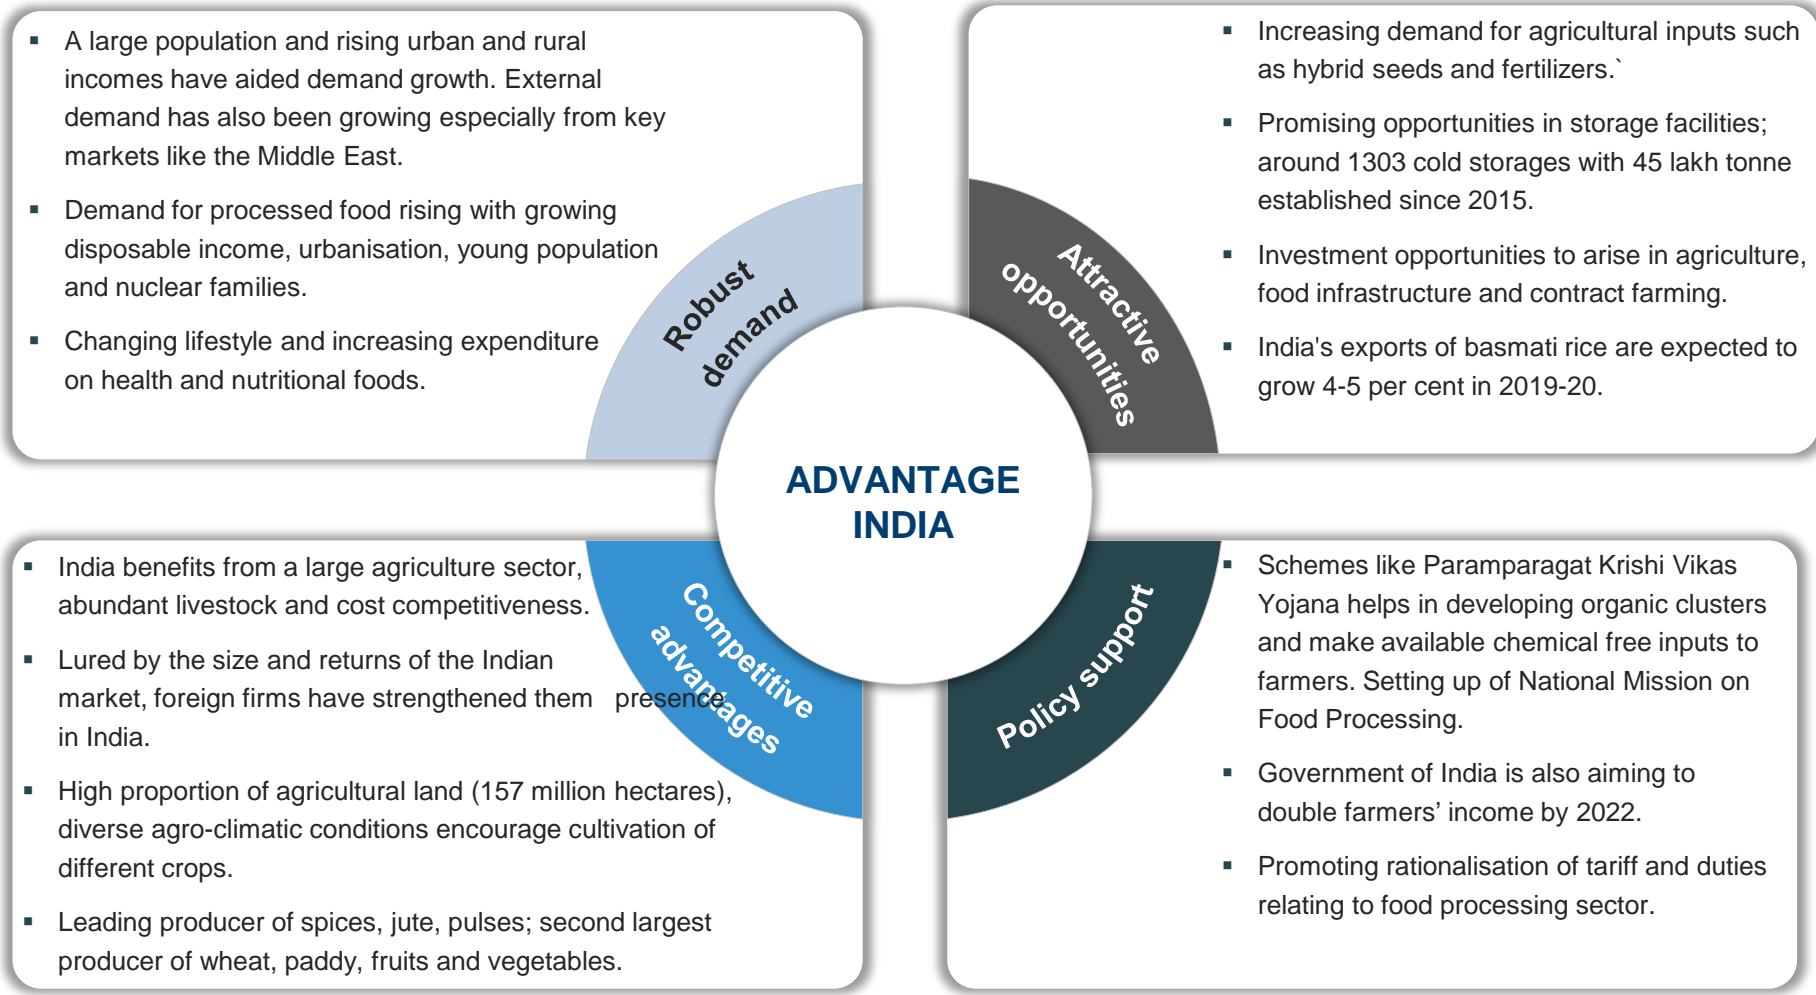 ▪ A large population and rising urban and rural
incomes have aided demand growth. External
demand has also been growing especially from key
markets like the Middle East.
▪ Demand for processed food rising with growing
disposable income, urbanisation, young population
and nuclear families.
▪ Changing lifestyle and increasing expenditure
on health and nutritional foods.
Robust
demand
▪ Increasing demand for agricultural inputs such
as hybrid seeds and fertilizers.`
▪ Promising opportunities in storage facilities;
around 1303 cold storages with 45 lakh tonne
established since 2015.
▪ Investment opportunities to arise in agriculture,
food infrastructure and contract farming.
▪ India's exports of basmati rice are expected to
grow 4-5 per cent in 2019-20.
Attractive
opportunities
ADVANTAGE
INDIA
▪ India benefits from a large agriculture sector,
abundant livestock and cost competitiveness.
▪ Lured by the size and returns of the Indian
market, foreign firms have strengthened them presence
in India.
▪ High proportion of agricultural land (157 million hectares),
diverse agro-climatic conditions encourage cultivation of
different crops.
▪ Leading producer of spices, jute, pulses; second largest
producer of wheat, paddy, fruits and vegetables.
Competitive
advantages
▪ Schemes like Paramparagat Krishi Vikas
Yojana helps in developing organic clusters
and make available chemical free inputs to
farmers. Setting up of National Mission on
Food Processing.
▪ Government of India is also aiming to
double farmers’ income by 2022.
▪ Promoting rationalisation of tariff and duties
relating to food processing sector.
Policy support